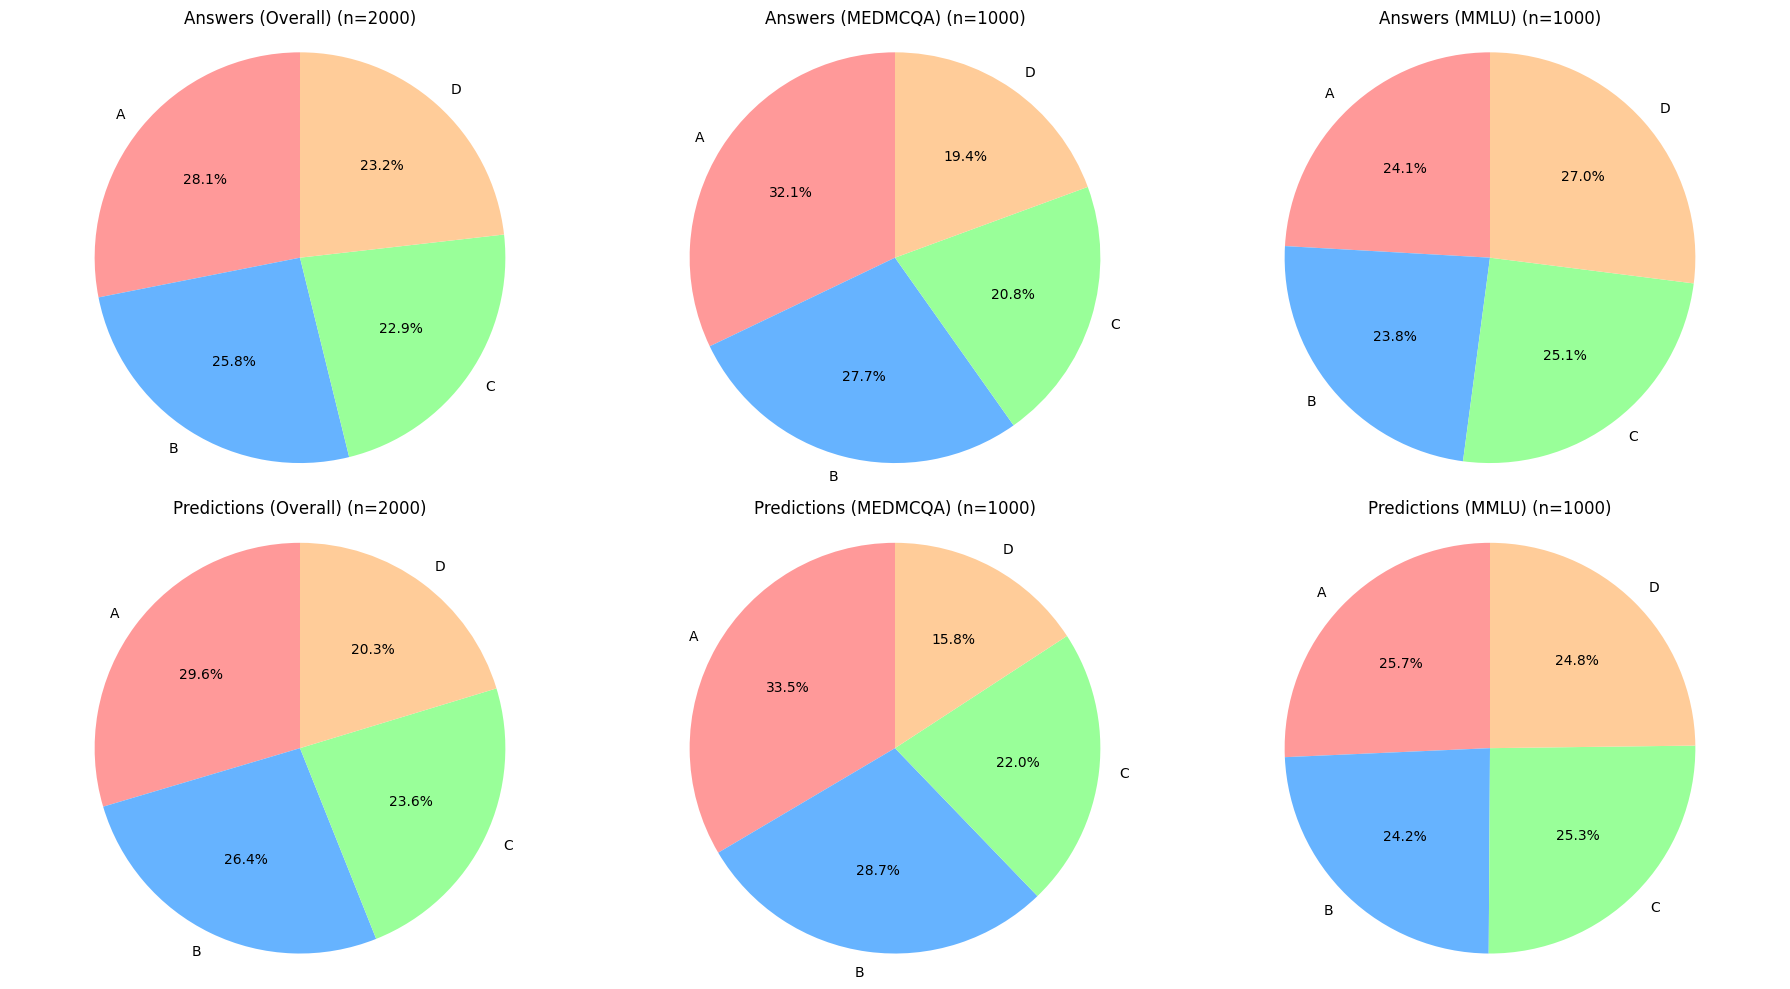 Answers (Overall) (n=2000)
A
28.1%
B
25.8%
C
22.9%
D
23.2%
Answers (MEDMCQA) (n=1000)
A
32.1%
B
27.7%
C
20.8%
D
19.4%
Answers (MMLU) (n=1000)
A
24.1%
B
23.8%
C
25.1%
D
27.0%
Predictions (Overall) (n=2000)
A
29.6%
B
26.4%
C
23.6%
D
20.3%
Predictions (MEDMCQA) (n=1000)
A
33.5%
B
28.7%
C
22.0%
D
15.8%
Predictions (MMLU) (n=1000)
A
25.7%
B
24.2%
C
25.3%
D
24.8%